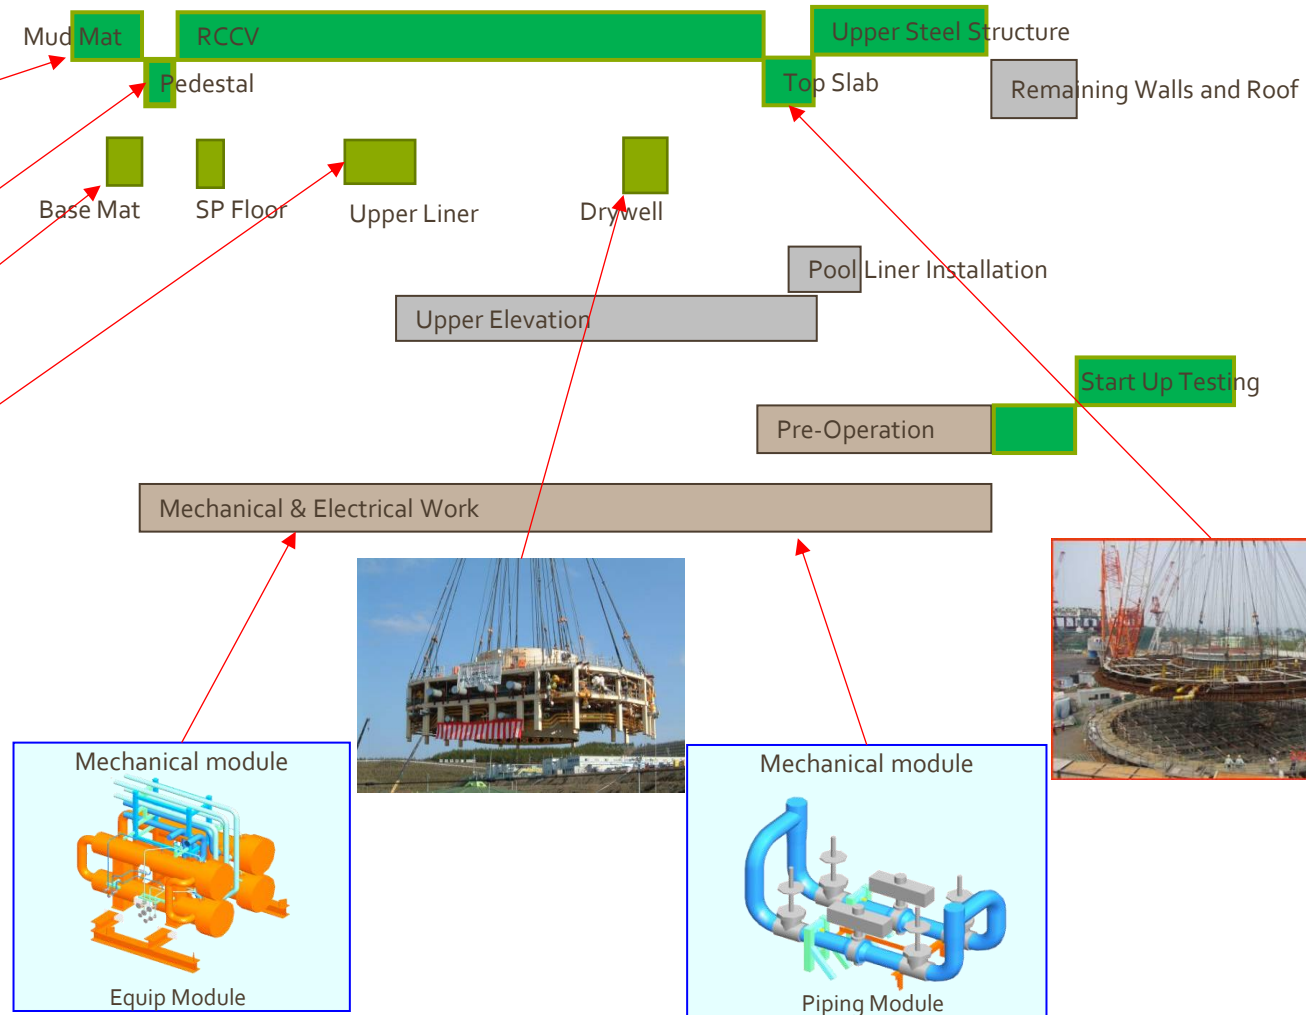 Mud Mat
RCCV
Upper Steel Structure
Pedestal
Top Slab
Remaining Walls and Roof
Base Mat
SP Floor
Upper Liner
Drywell
Pool Liner Installation
Upper Elevation
Start Up Testing
Pre-Operation
Mechanical & Electrical Work
Mechanical module
Equip Module
Mechanical module
Piping Module